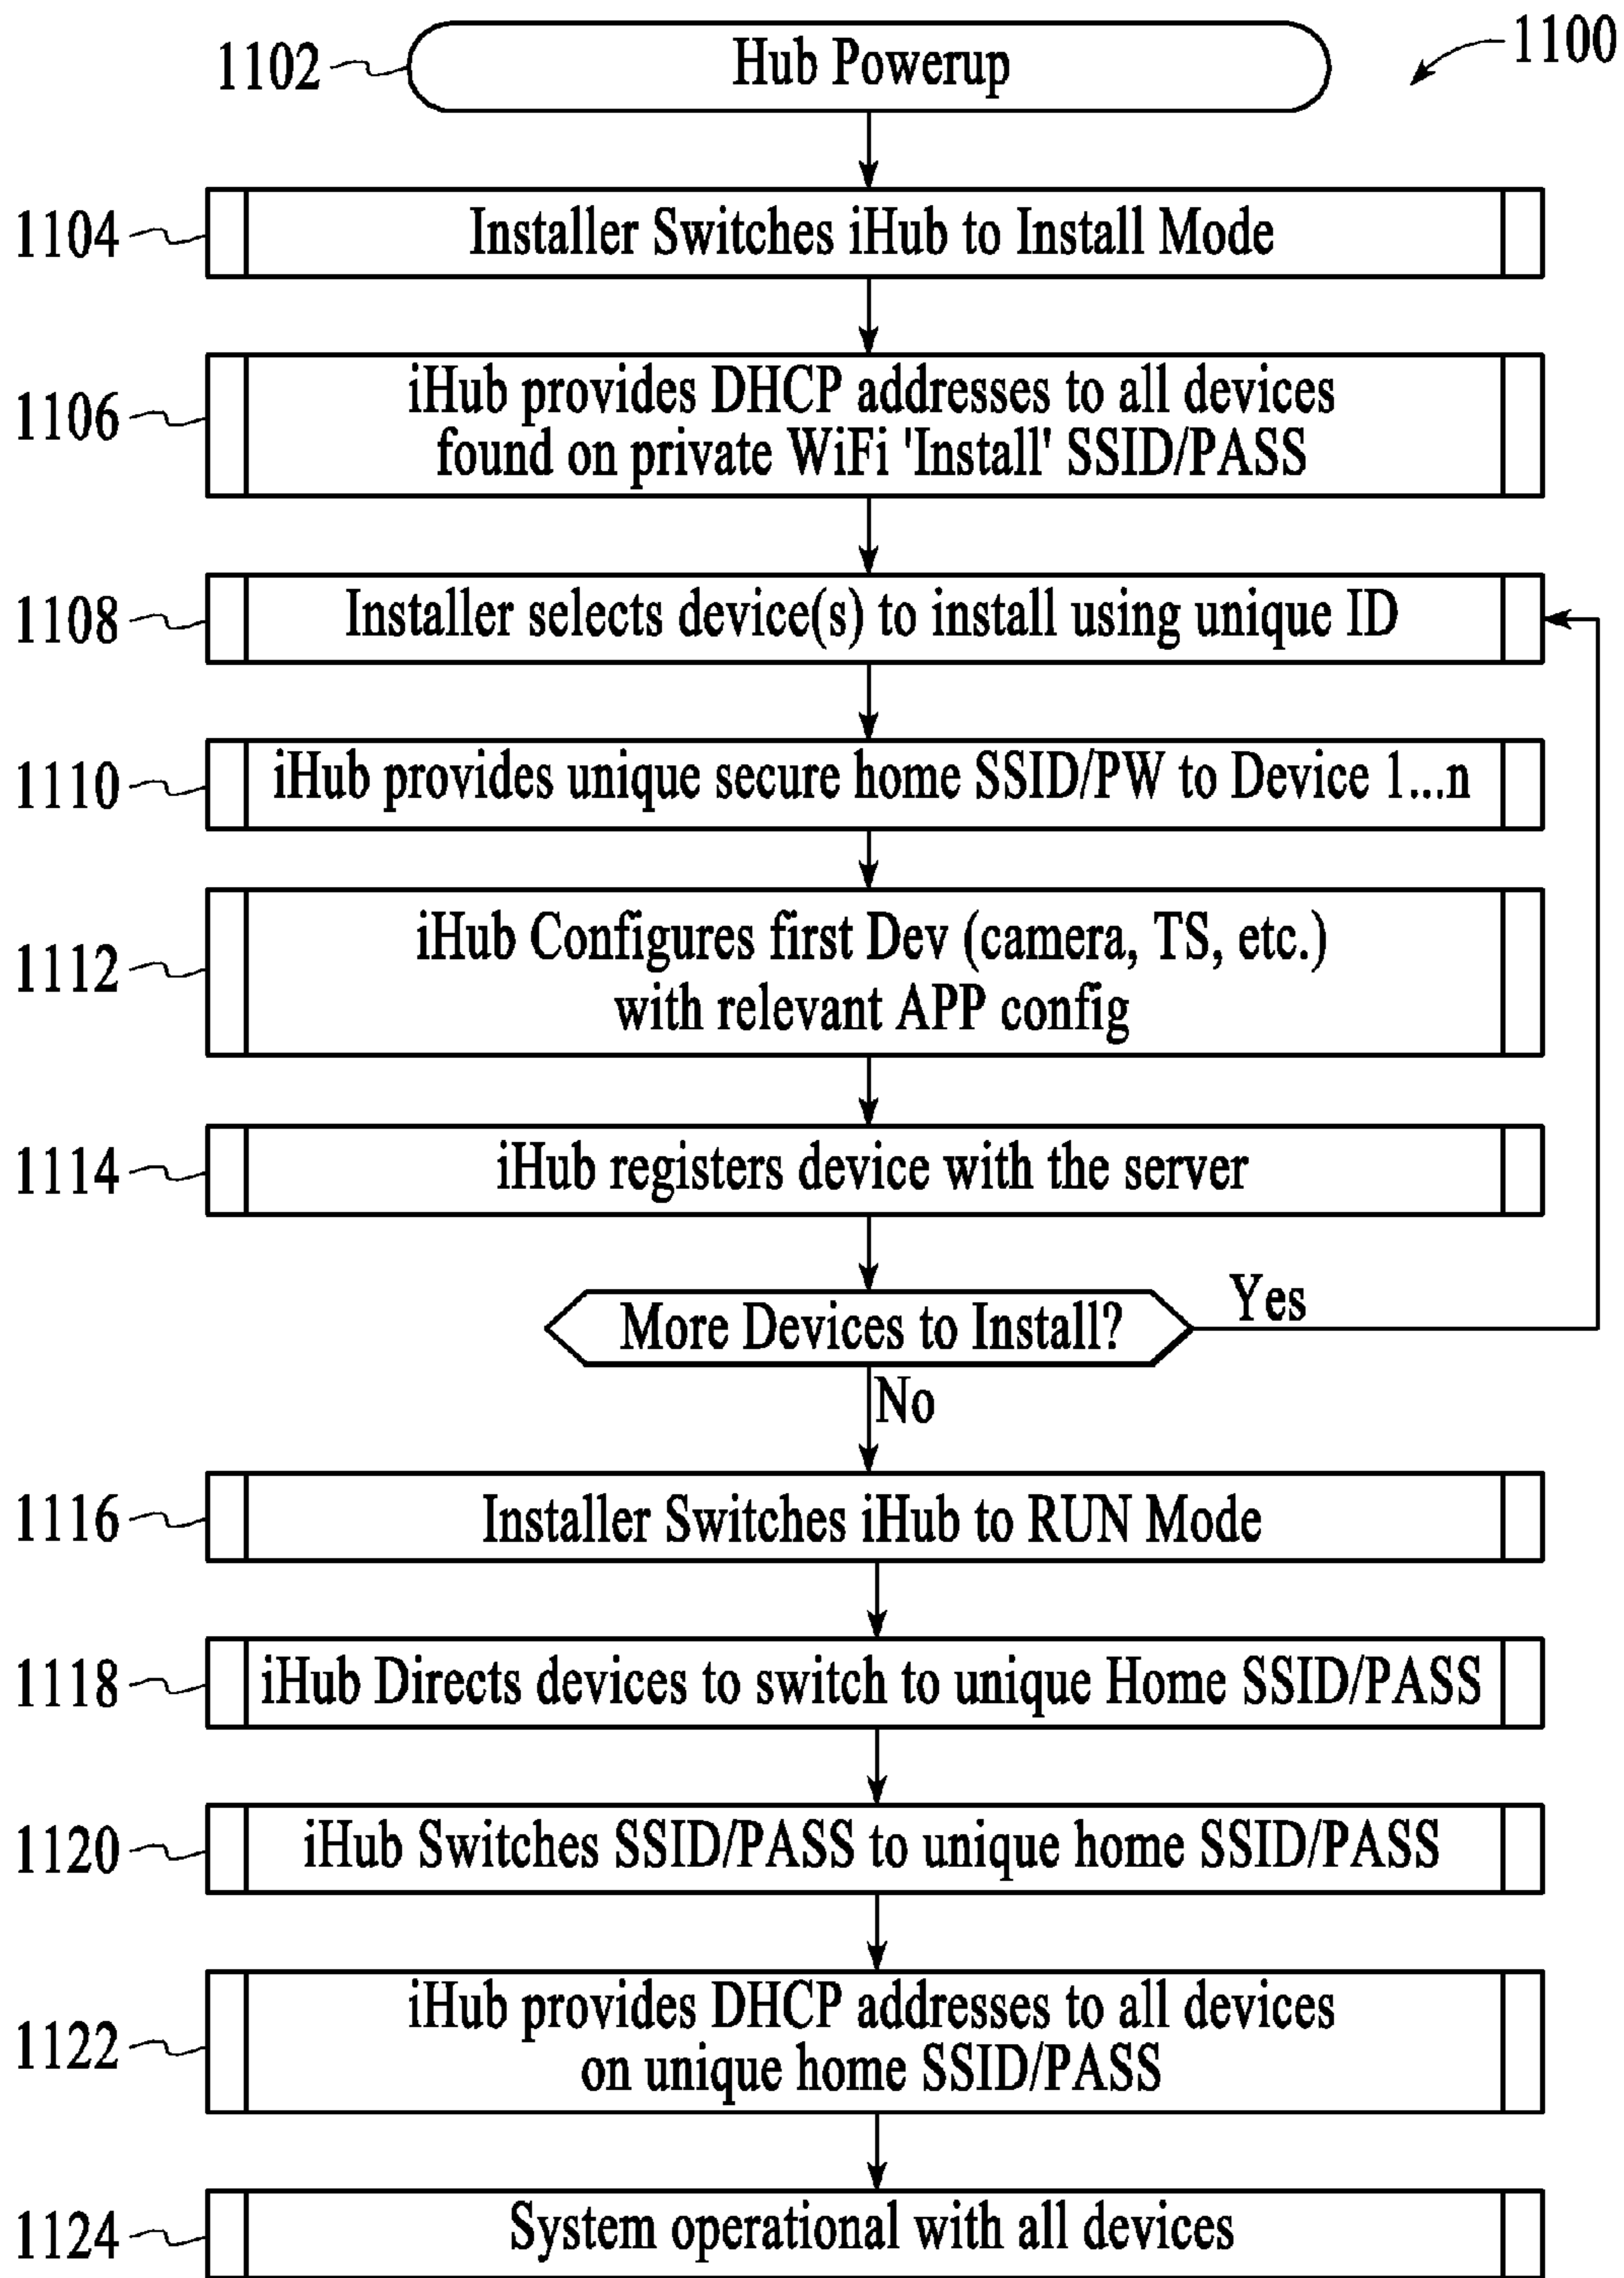 1102
Hub Powerup
1100
1104
Installer Switches iHub to Install Mode
1106
iHub provides DHCP addresses to all devices
found on private WiFi 'Install' SSID/PASS
1108
Installer selects device(s) to install using unique ID
1110
iHub provides unique secure home SSID/PW to Device 1...n
1112
iHub Configures first Dev (camera, TS, etc.)
with relevant APP config
1114
iHub registers device with the server
More Devices to Install?
Yes
No
1116
Installer Switches iHub to RUN Mode
1118
iHub Directs devices to switch to unique Home SSID/PASS
1120
iHub Switches SSID/PASS to unique home SSID/PASS
1122
iHub provides DHCP addresses to all devices
on unique home SSID/PASS
1124
System operational with all devices